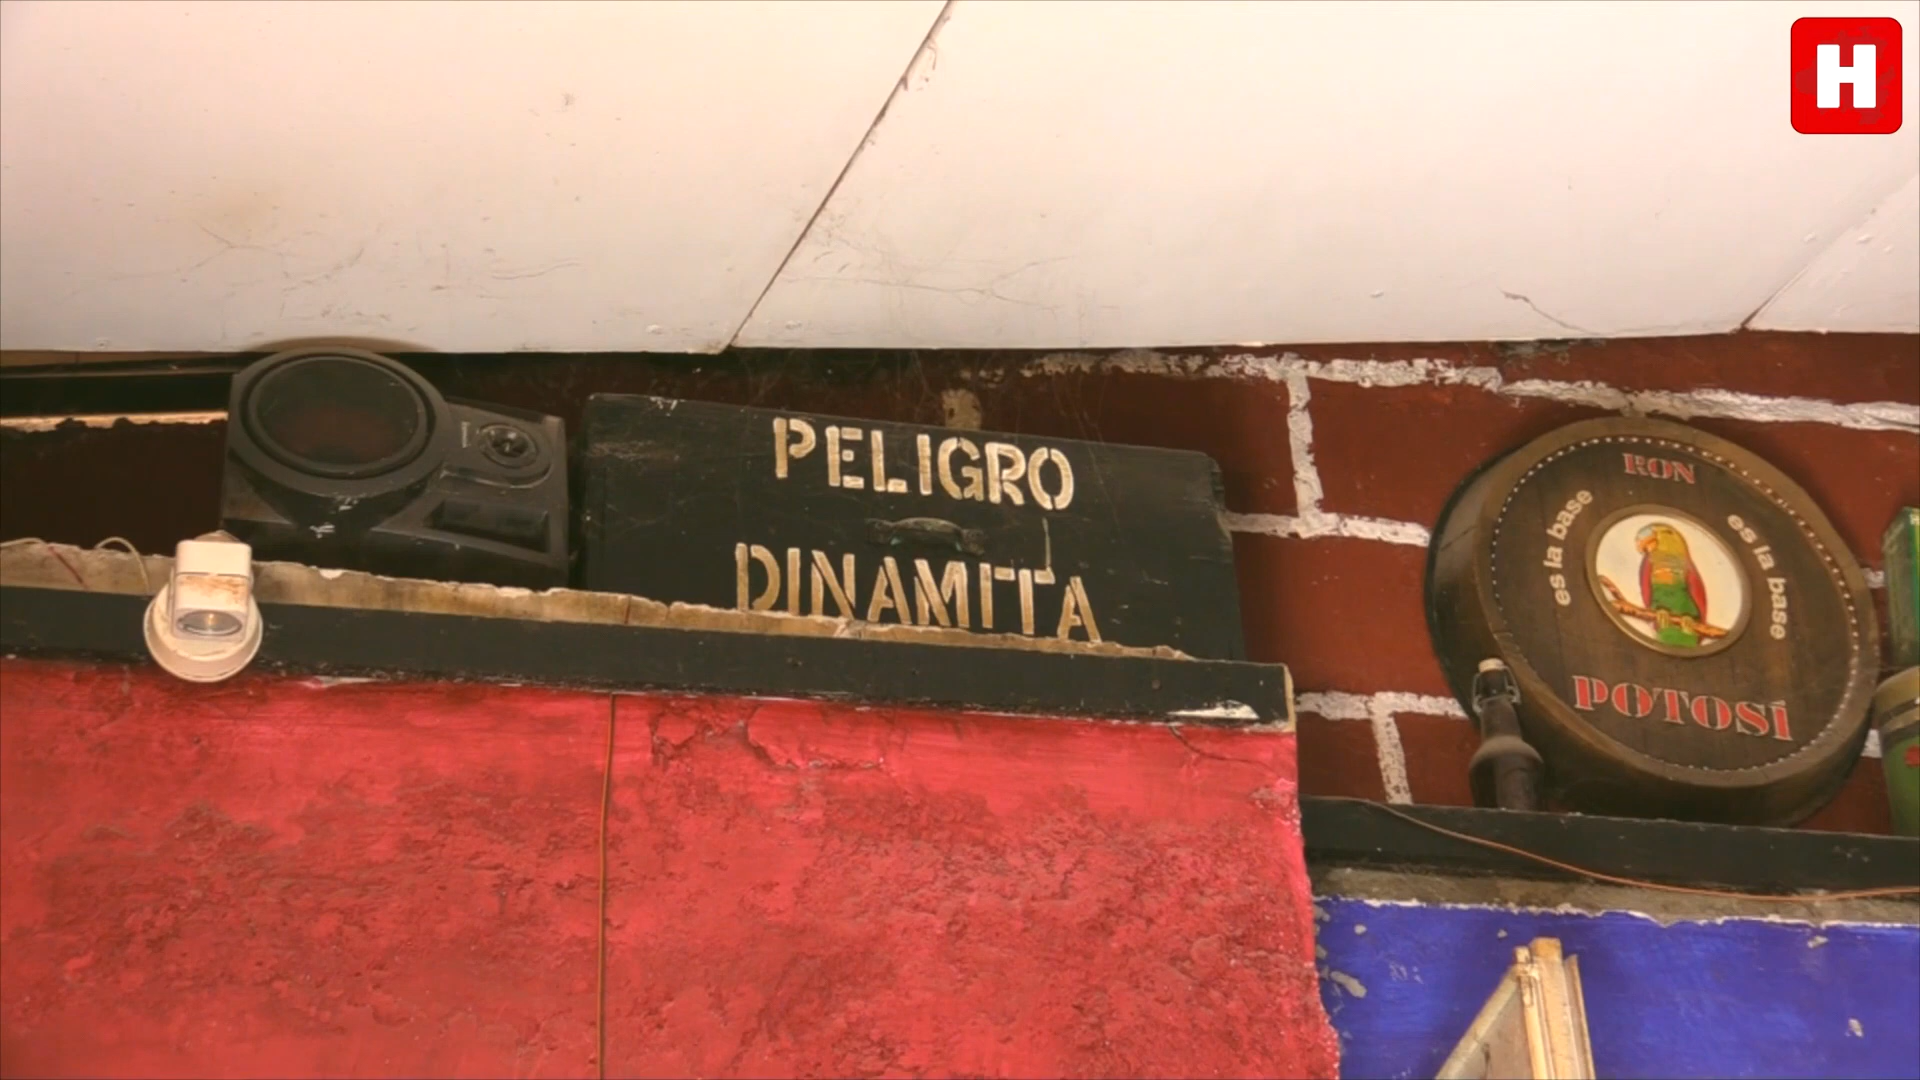 H
PELIGRO
DINAMITA
RON
es la base
es la base
POTOSÍ